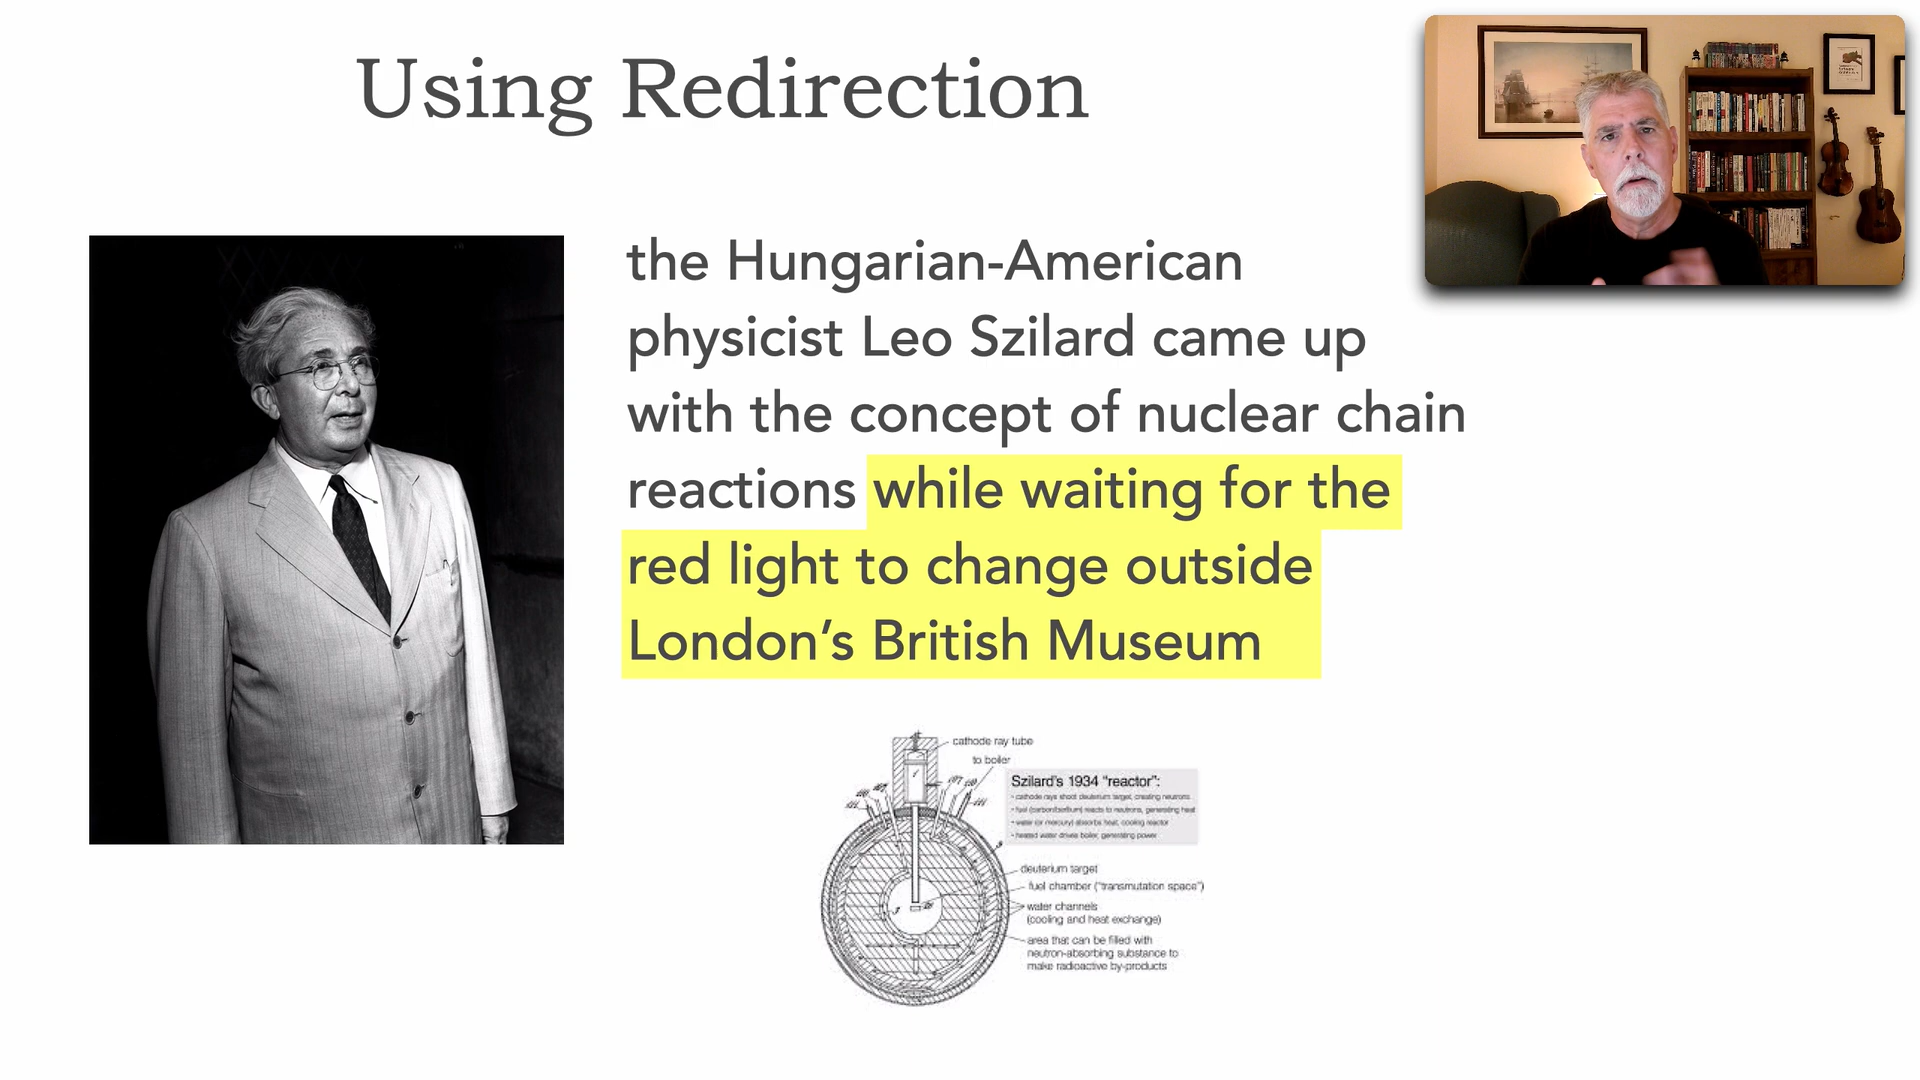 Using Redirection
the Hungarian-American
physicist Leo Szilard came up
with the concept of nuclear chain
reactions while waiting for the
red light to change outside
London’s British Museum
cathode ray tube
to boiler
Szilard's 1934 "reactor":
• cathode rays shoot deuterium target, creating neutrons
• fuel (carbon/berillium) reacts to neutrons, generating heat
• water (or mercury) absorbs heat, cooling reactor
• heated water drives boiler, generating power
deuterium target
fuel chamber ("transmutation space")
water channels
(cooling and heat exchange)
area that can be filled with
neutron-absorbing substance to
make radioactive by-products